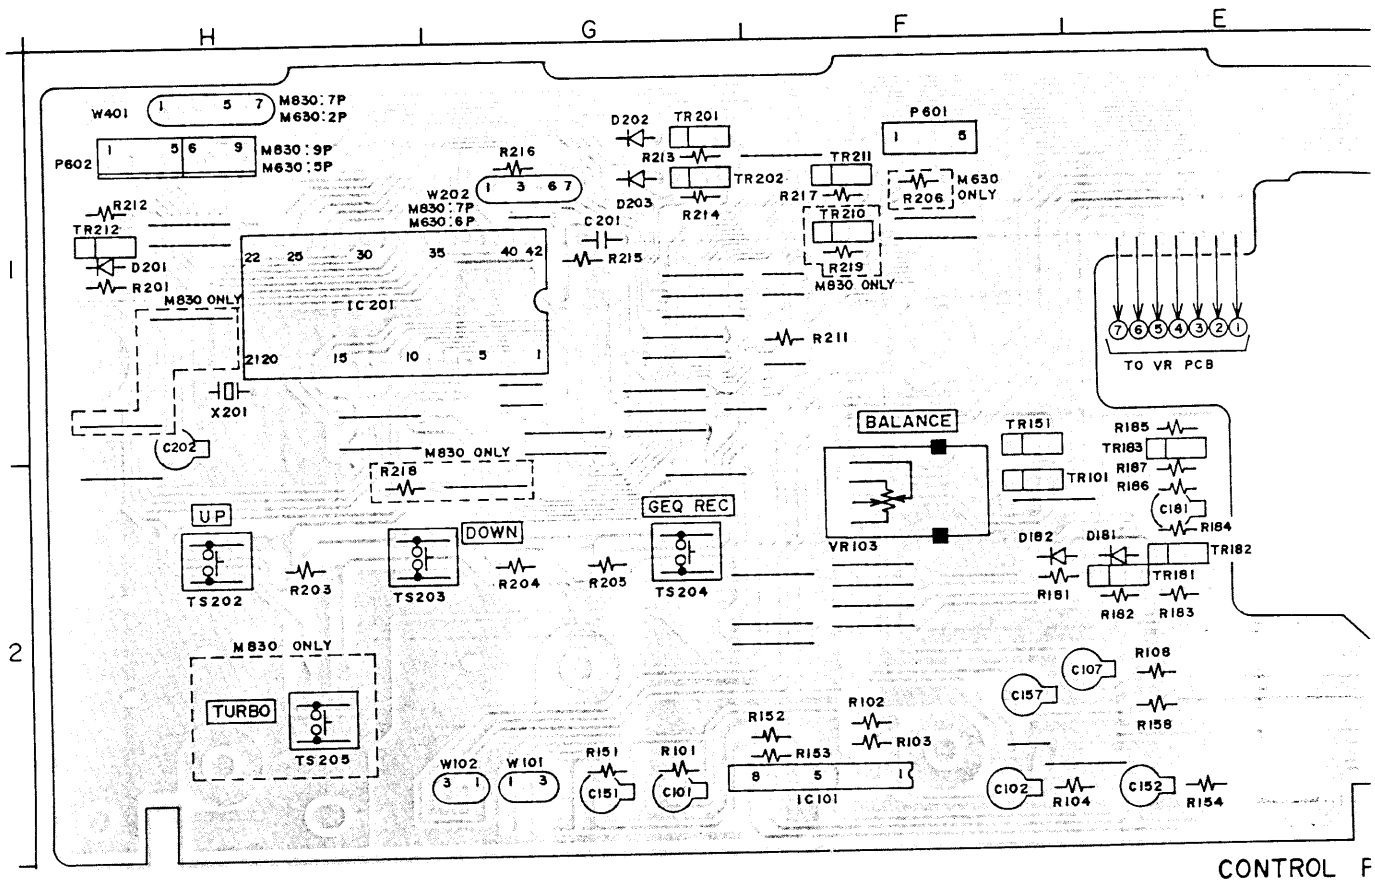 H G F E
W401 1 5 7 M830:7P
M630:2P
P602 1 5 6 9 M830:9P
M630:5P
D202 TR201
R213
D203 TR202
R214
P601
1 5
R216
W202 1 3 6 7
M830:7P
M630:6P
TR211
R217
R206 M630
ONLY
TR210
R219
M830 ONLY
R212
TR212
D201
R201
C201
R215
M830 ONLY
22 25 30 35 40 42
IC201
21 20 15 10 5 1
1
R211
7 6 5 4 3 2 1
TO VR PCB
X201
C202
BALANCE
TR151
R185
TR183
M830 ONLY
R218
TR101
R187
R186
C181
R184
UP
DOWN
GEQ REC
VR103
D182 D181
TR182
TS202
R203
TS203
R204
R205
TS204
R181
TR181
R182
R183
2
M830 ONLY
TURBO
TS205
C107
R108
C157
R158
R152
R153
R102
R103
W102
3 1
W101
1 3
R151
C151
R101
C101
8 5 1
IC101
C102
R104
C152
R154
CONTROL P